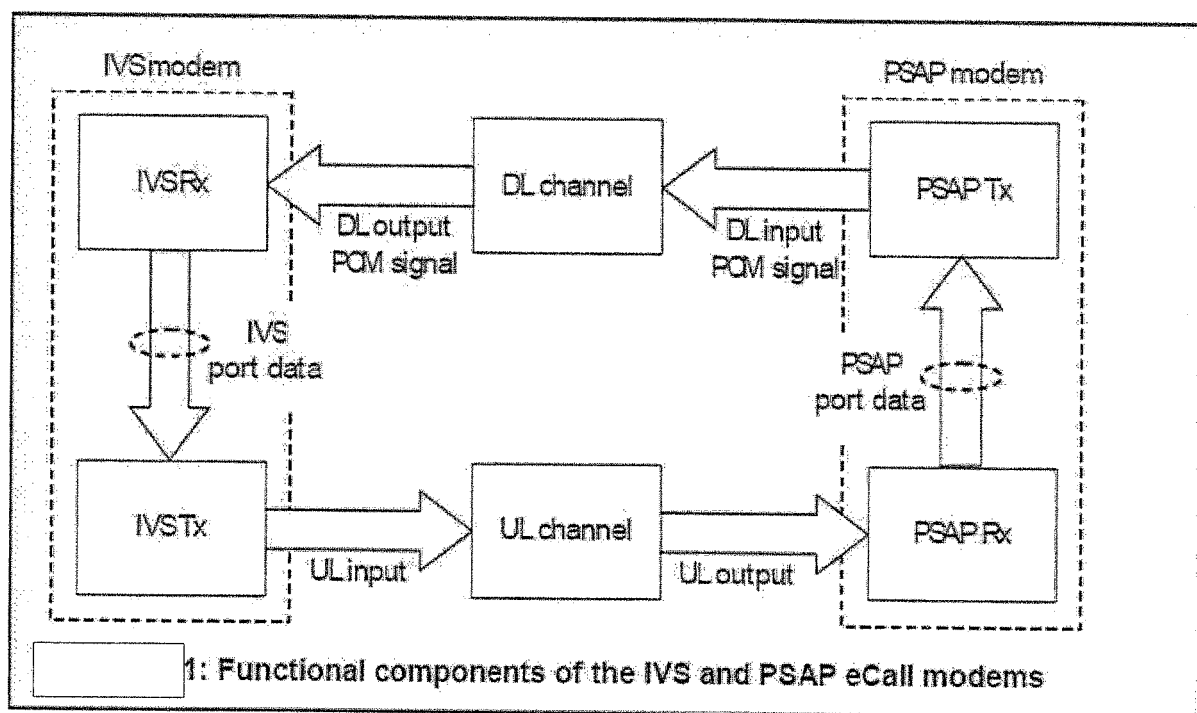 IVS modem
PSAP modem
IVS Rx
DL channel
PSAP Tx
DL output
PCM signal
DL input
PCM signal
IVS
port data
PSAP
port data
IVS Tx
UL channel
PSAP Rx
UL input
UL output
1: Functional components of the IVS and PSAP eCall modems